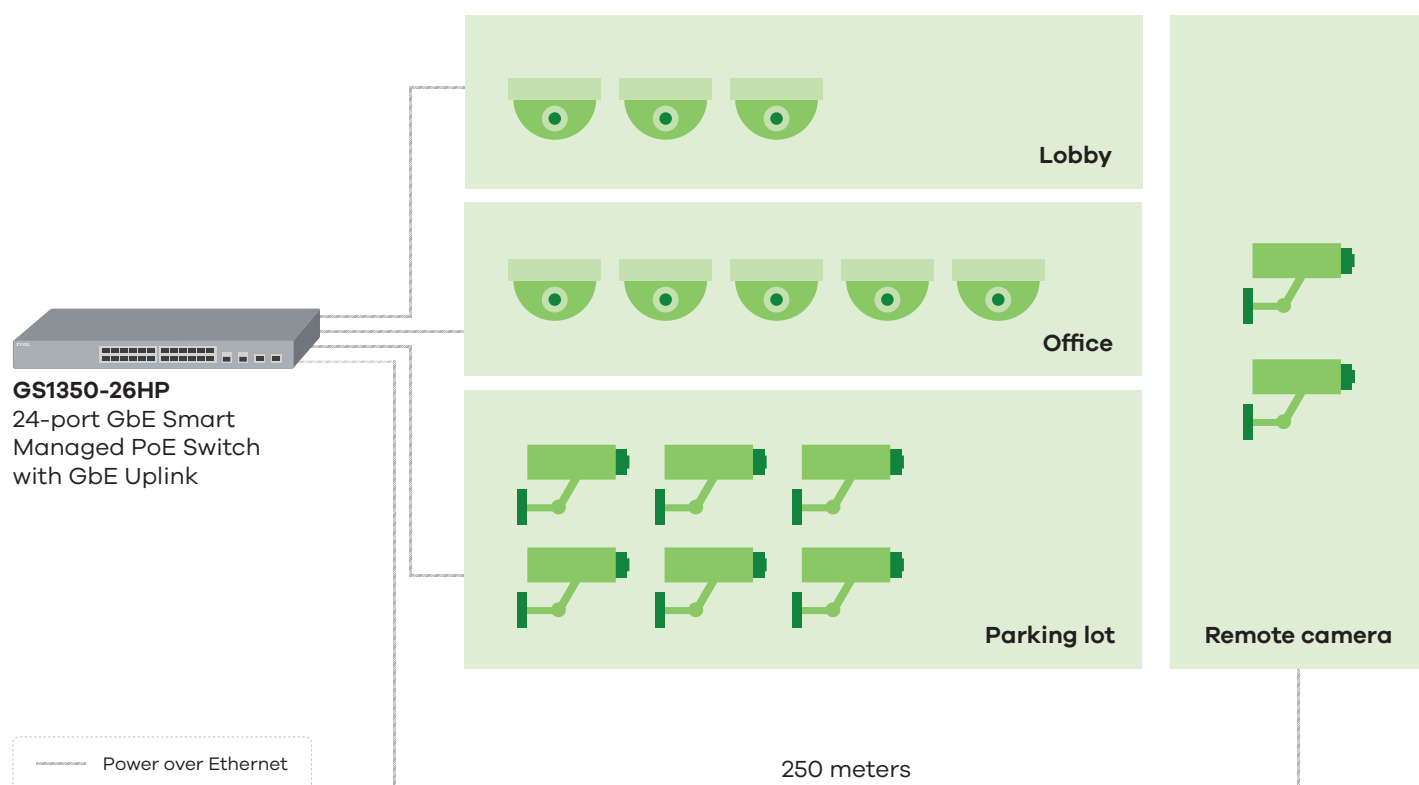 Lobby
Office
ZYXEL
GS1350-26HP
24-port GbE Smart
Managed PoE Switch
with GbE Uplink
Parking lot
Remote camera
Power over Ethernet
250 meters